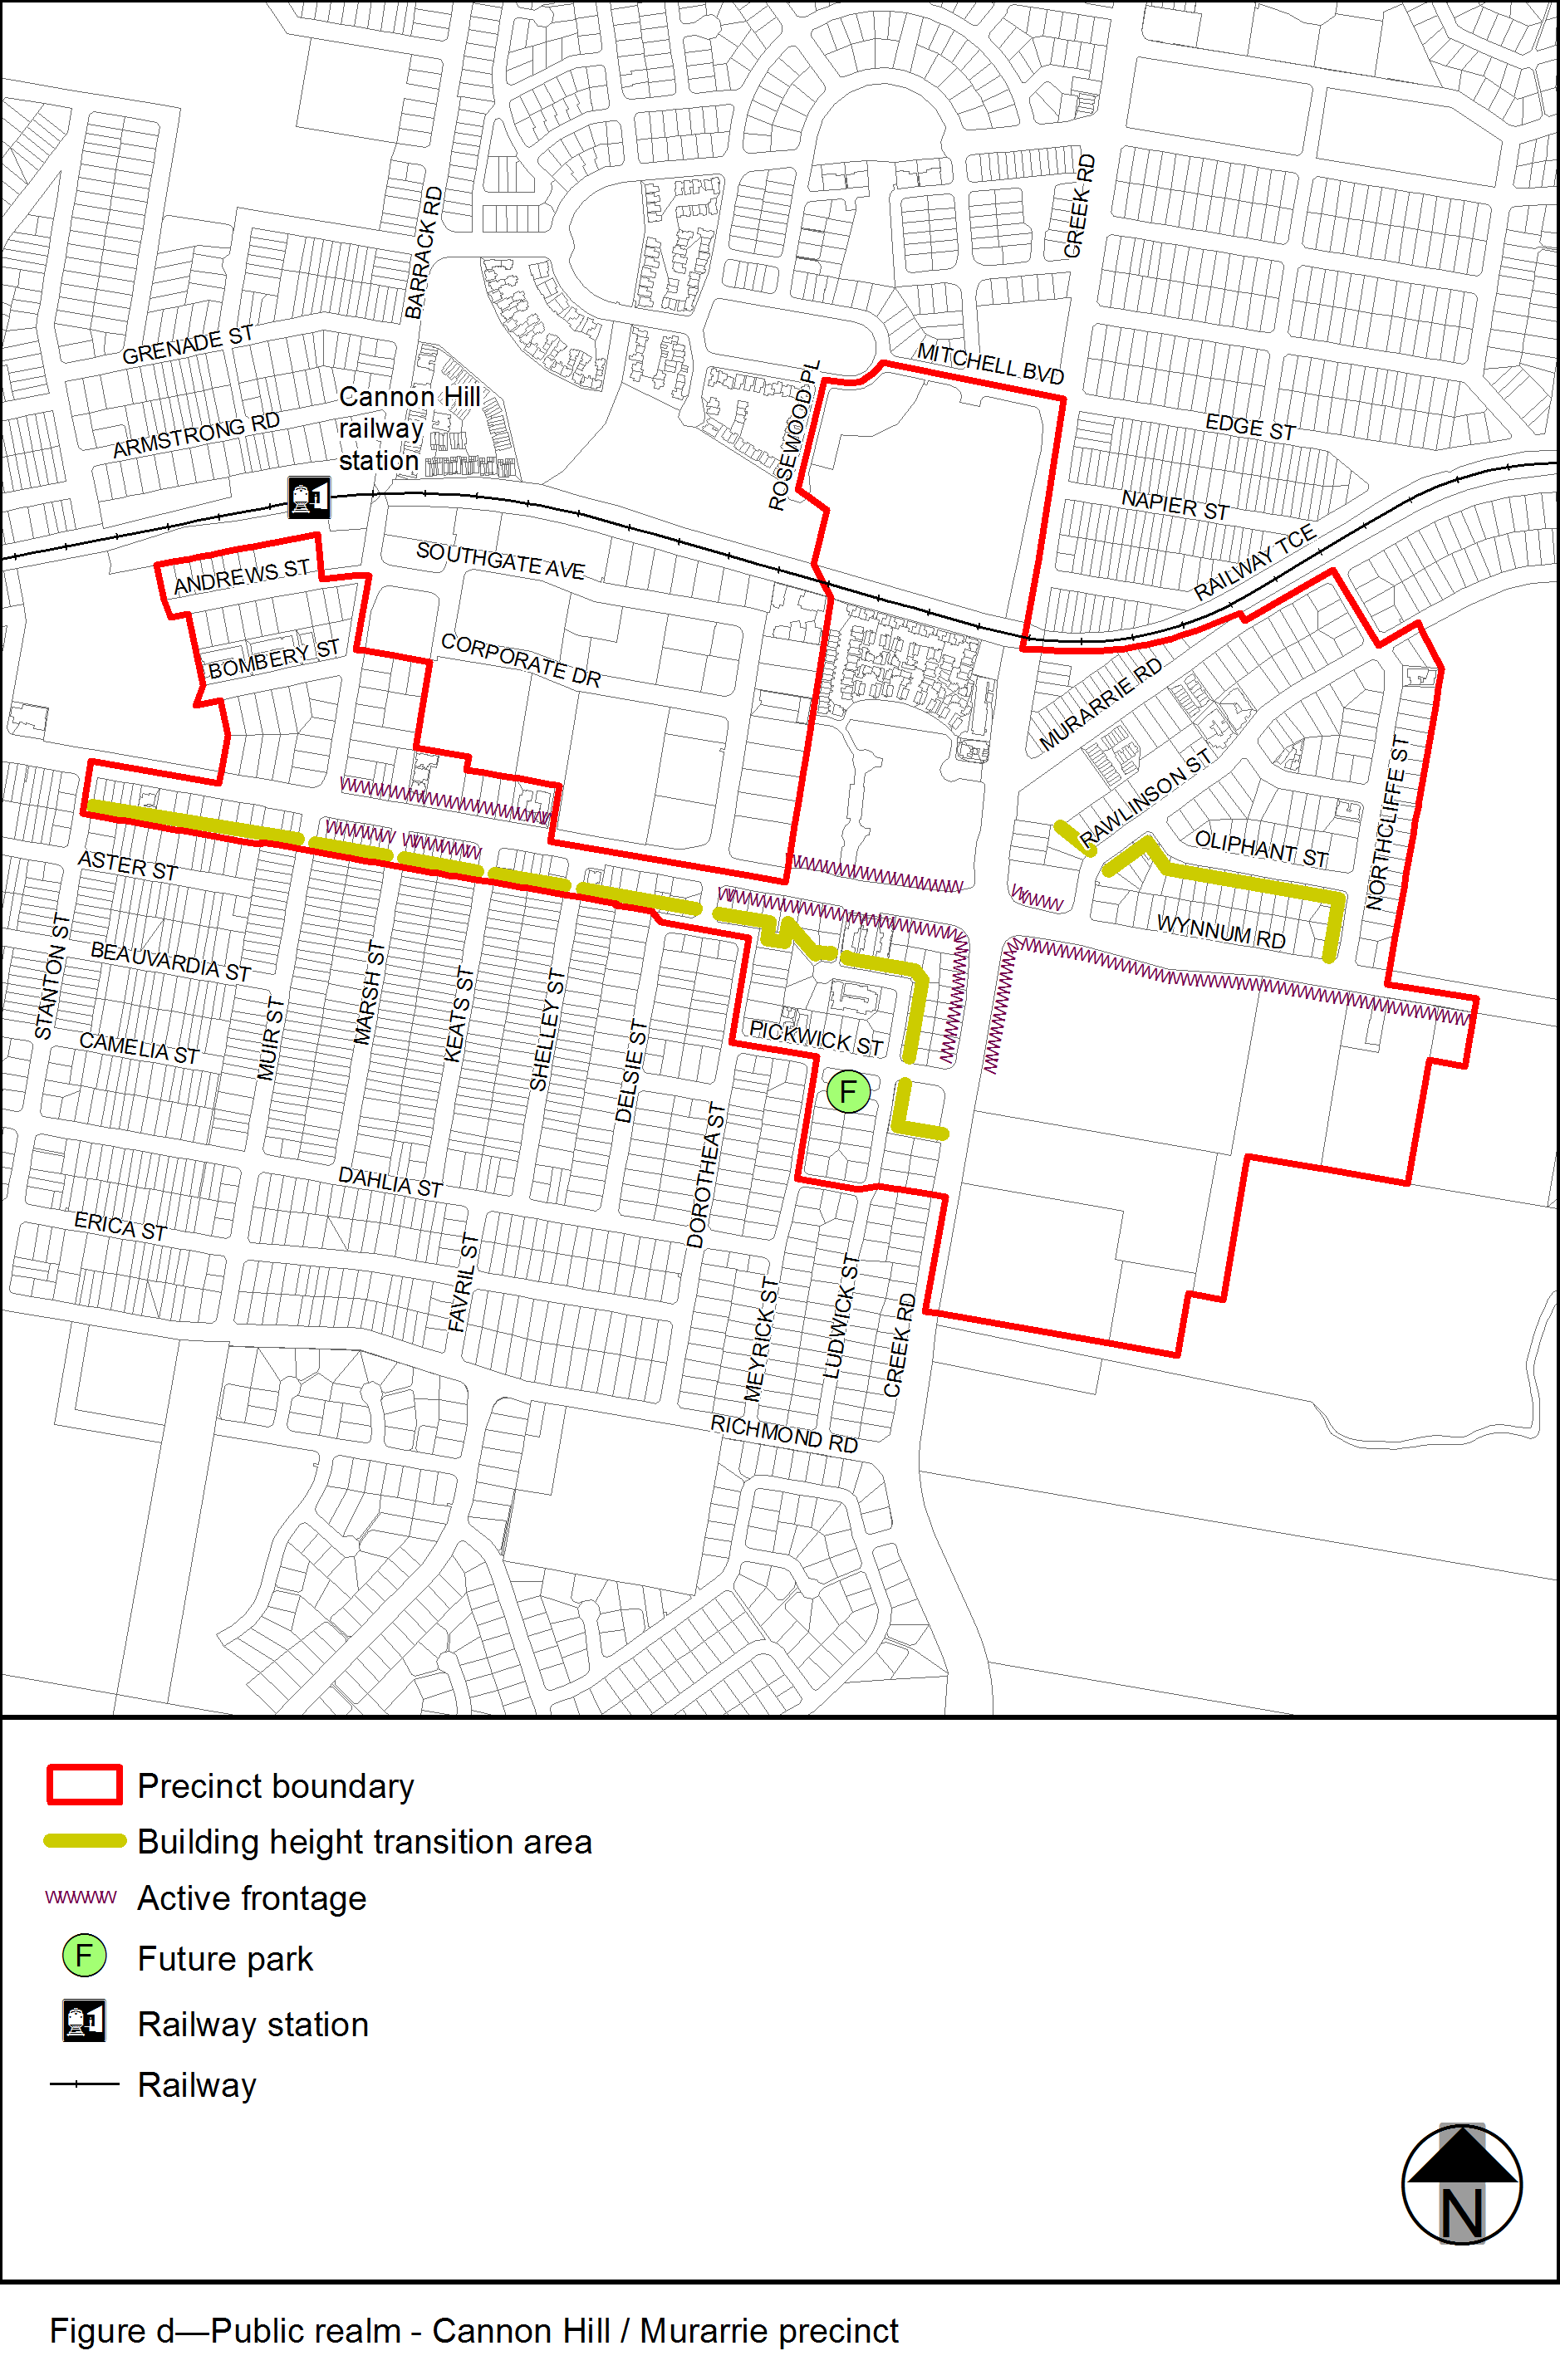 BARRACK RD
CREEK RD
GRENADE ST
ARMSTRONG RD
Cannon Hill
railway
station
ROSEWOOD PL
MITCHELL BVD
EDGE ST
NAPIER ST
RAILWAY TCE
ANDREWS ST
SOUTHGATE AVE
BOMBERY ST
CORPORATE DR
MURARRIE RD
RAWLINSON ST
OLIPHANT ST
NORTHCLIFFE ST
WYNNUM RD
ASTER ST
STANTON ST
BEAUVARDIA ST
CAMELIA ST
MUIR ST
MARSH ST
KEATS ST
SHELLEY ST
DELSIE ST
PICKWICK ST
F
DOROTHEA ST
DAHLIA ST
ERICA ST
FAVRIL ST
MEYRICK ST
LUDWICK ST
CREEK RD
RICHMOND RD
Precinct boundary
Building height transition area
Active frontage
F Future park
Railway station
Railway
N
Figure d—Public realm - Cannon Hill / Murarrie precinct